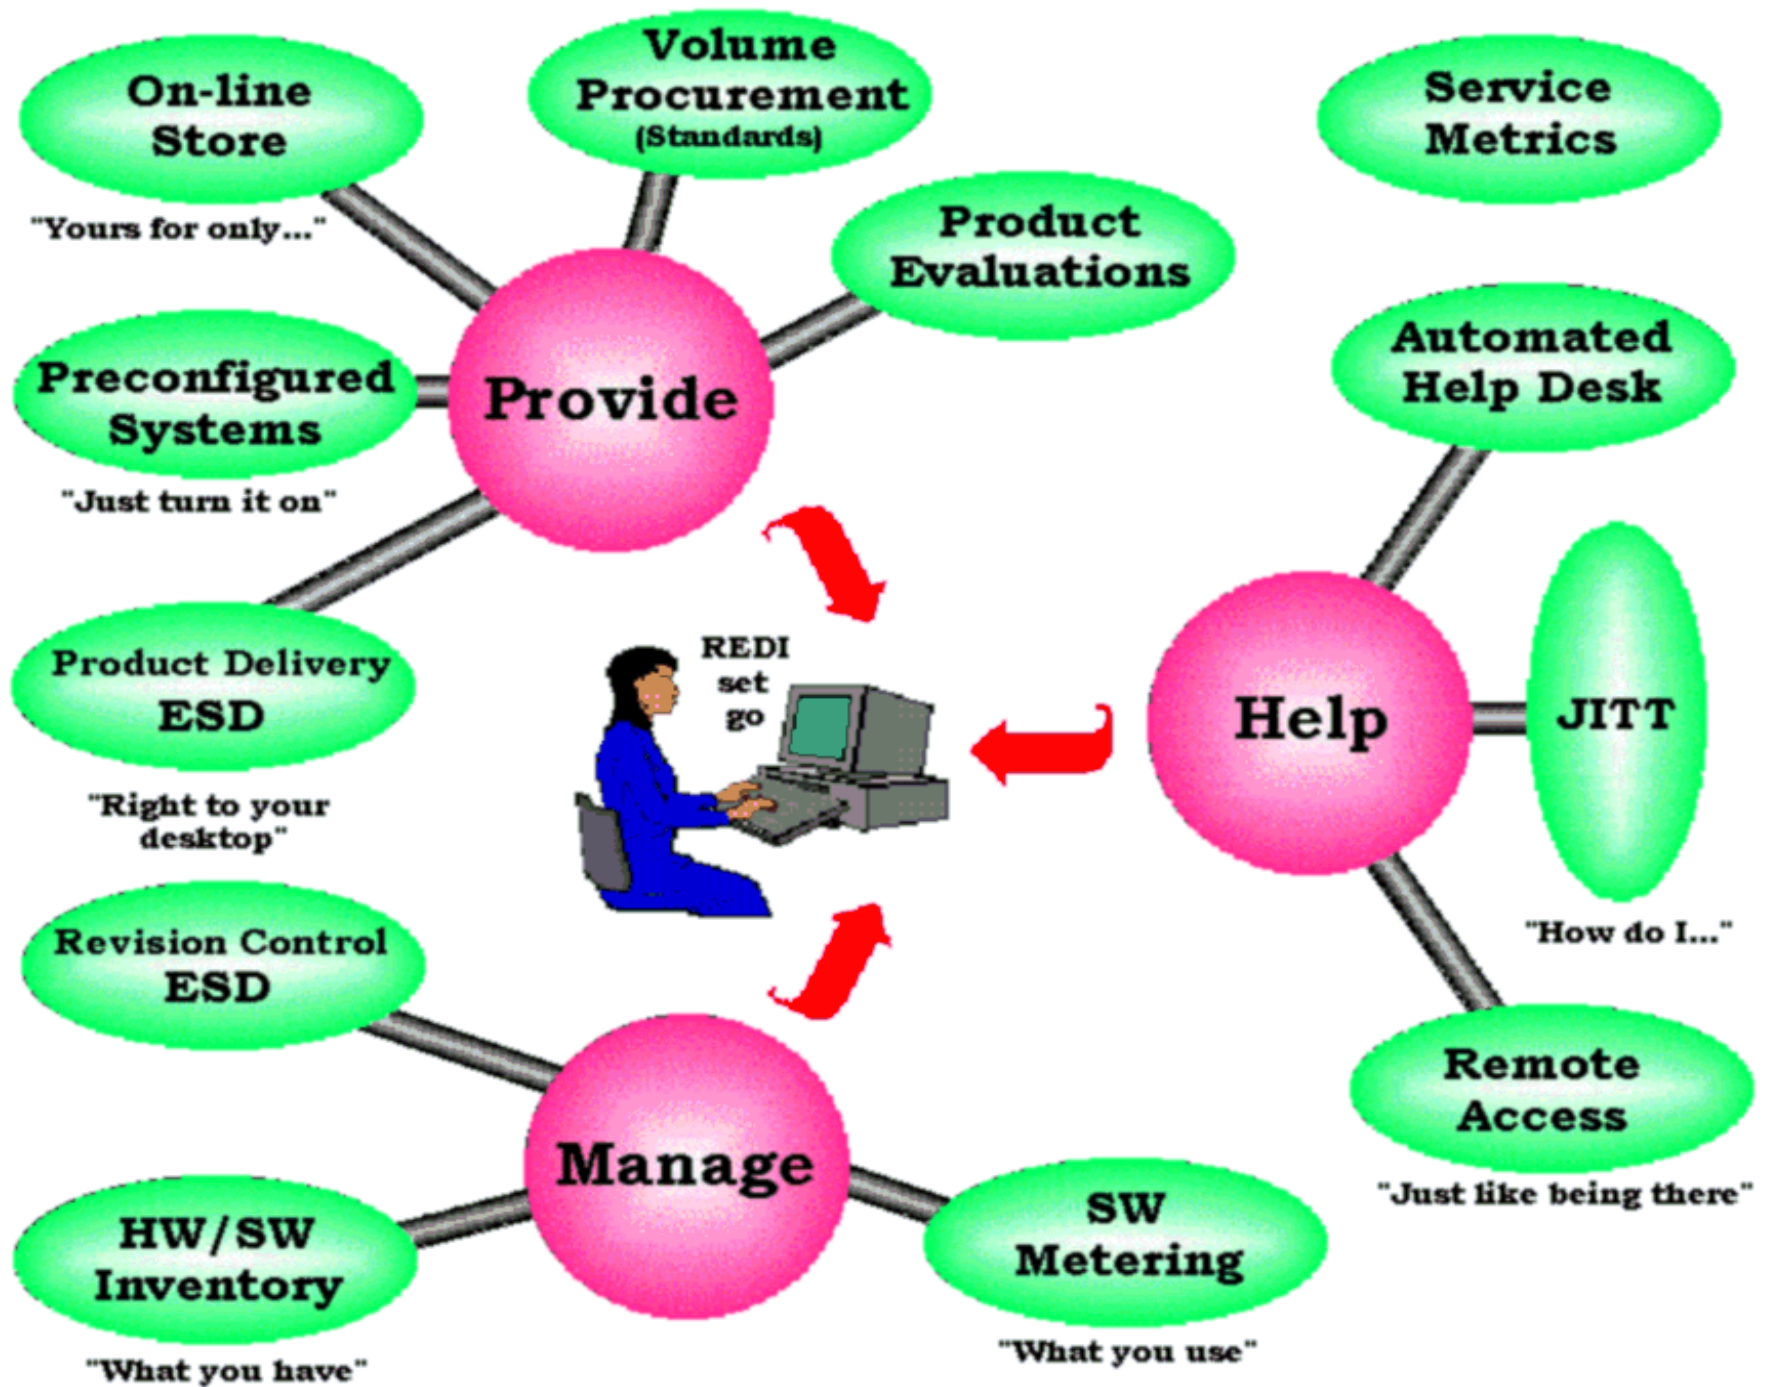 On-line
Store
"Yours for only..."
Volume
Procurement
(Standards)
Product
Evaluations
Service
Metrics
Preconfigured
Systems
"Just turn it on"
Provide
Automated
Help Desk
Product Delivery
ESD
"Right to your
desktop"
REDI
set
go
Help
JITT
"How do I..."
Revision Control
ESD
Manage
Remote
Access
"Just like being there"
HW/SW
Inventory
"What you have"
SW
Metering
"What you use"